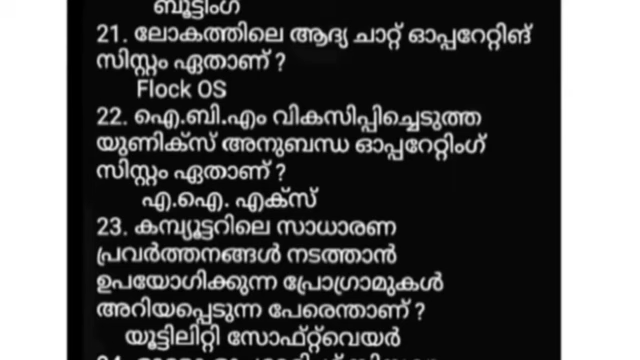 ബൂട്ടിംഗ്
21. ലോകത്തിലെ ആദ്യ ചാറ്റ് ഓപ്പറേറ്റിങ്
സിസ്റ്റം ഏതാണ് ?
Flock OS
22. ഐ.ബി.എം വികസിപ്പിച്ചെടുത്ത
യുണിക്സ് അനുബന്ധ ഓപ്പറേറ്റിംഗ്
സിസ്റ്റം ഏതാണ് ?
എ.ഐ. എക്സ്
23. കമ്പ്യൂട്ടറിലെ സാധാരണ
പ്രവർത്തനങ്ങൾ നടത്താൻ
ഉപയോഗിക്കുന്ന പ്രോഗ്രാമുകൾ
അറിയപ്പെടുന്ന പേരെന്താണ് ?
യൂട്ടിലിറ്റി സോഫ്റ്റ്‌വെയർ